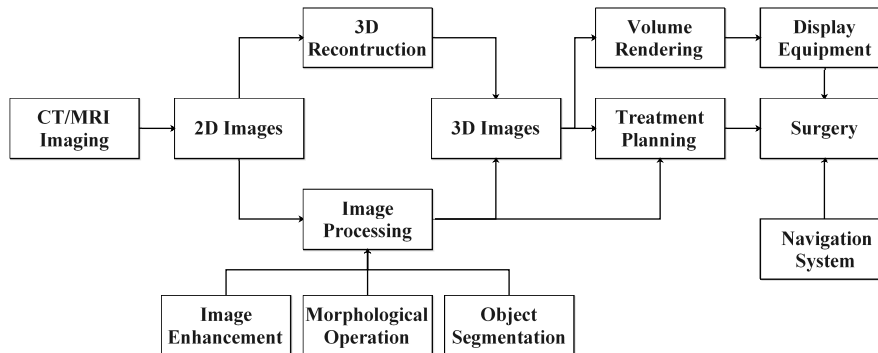 3D
Recontruction
Volume
Rendering
Display
Equipment
CT/MRI
Imaging
2D Images
3D Images
Treatment
Planning
Surgery
Image
Processing
Navigation
System
Image
Enhancement
Morphological
Operation
Object
Segmentation